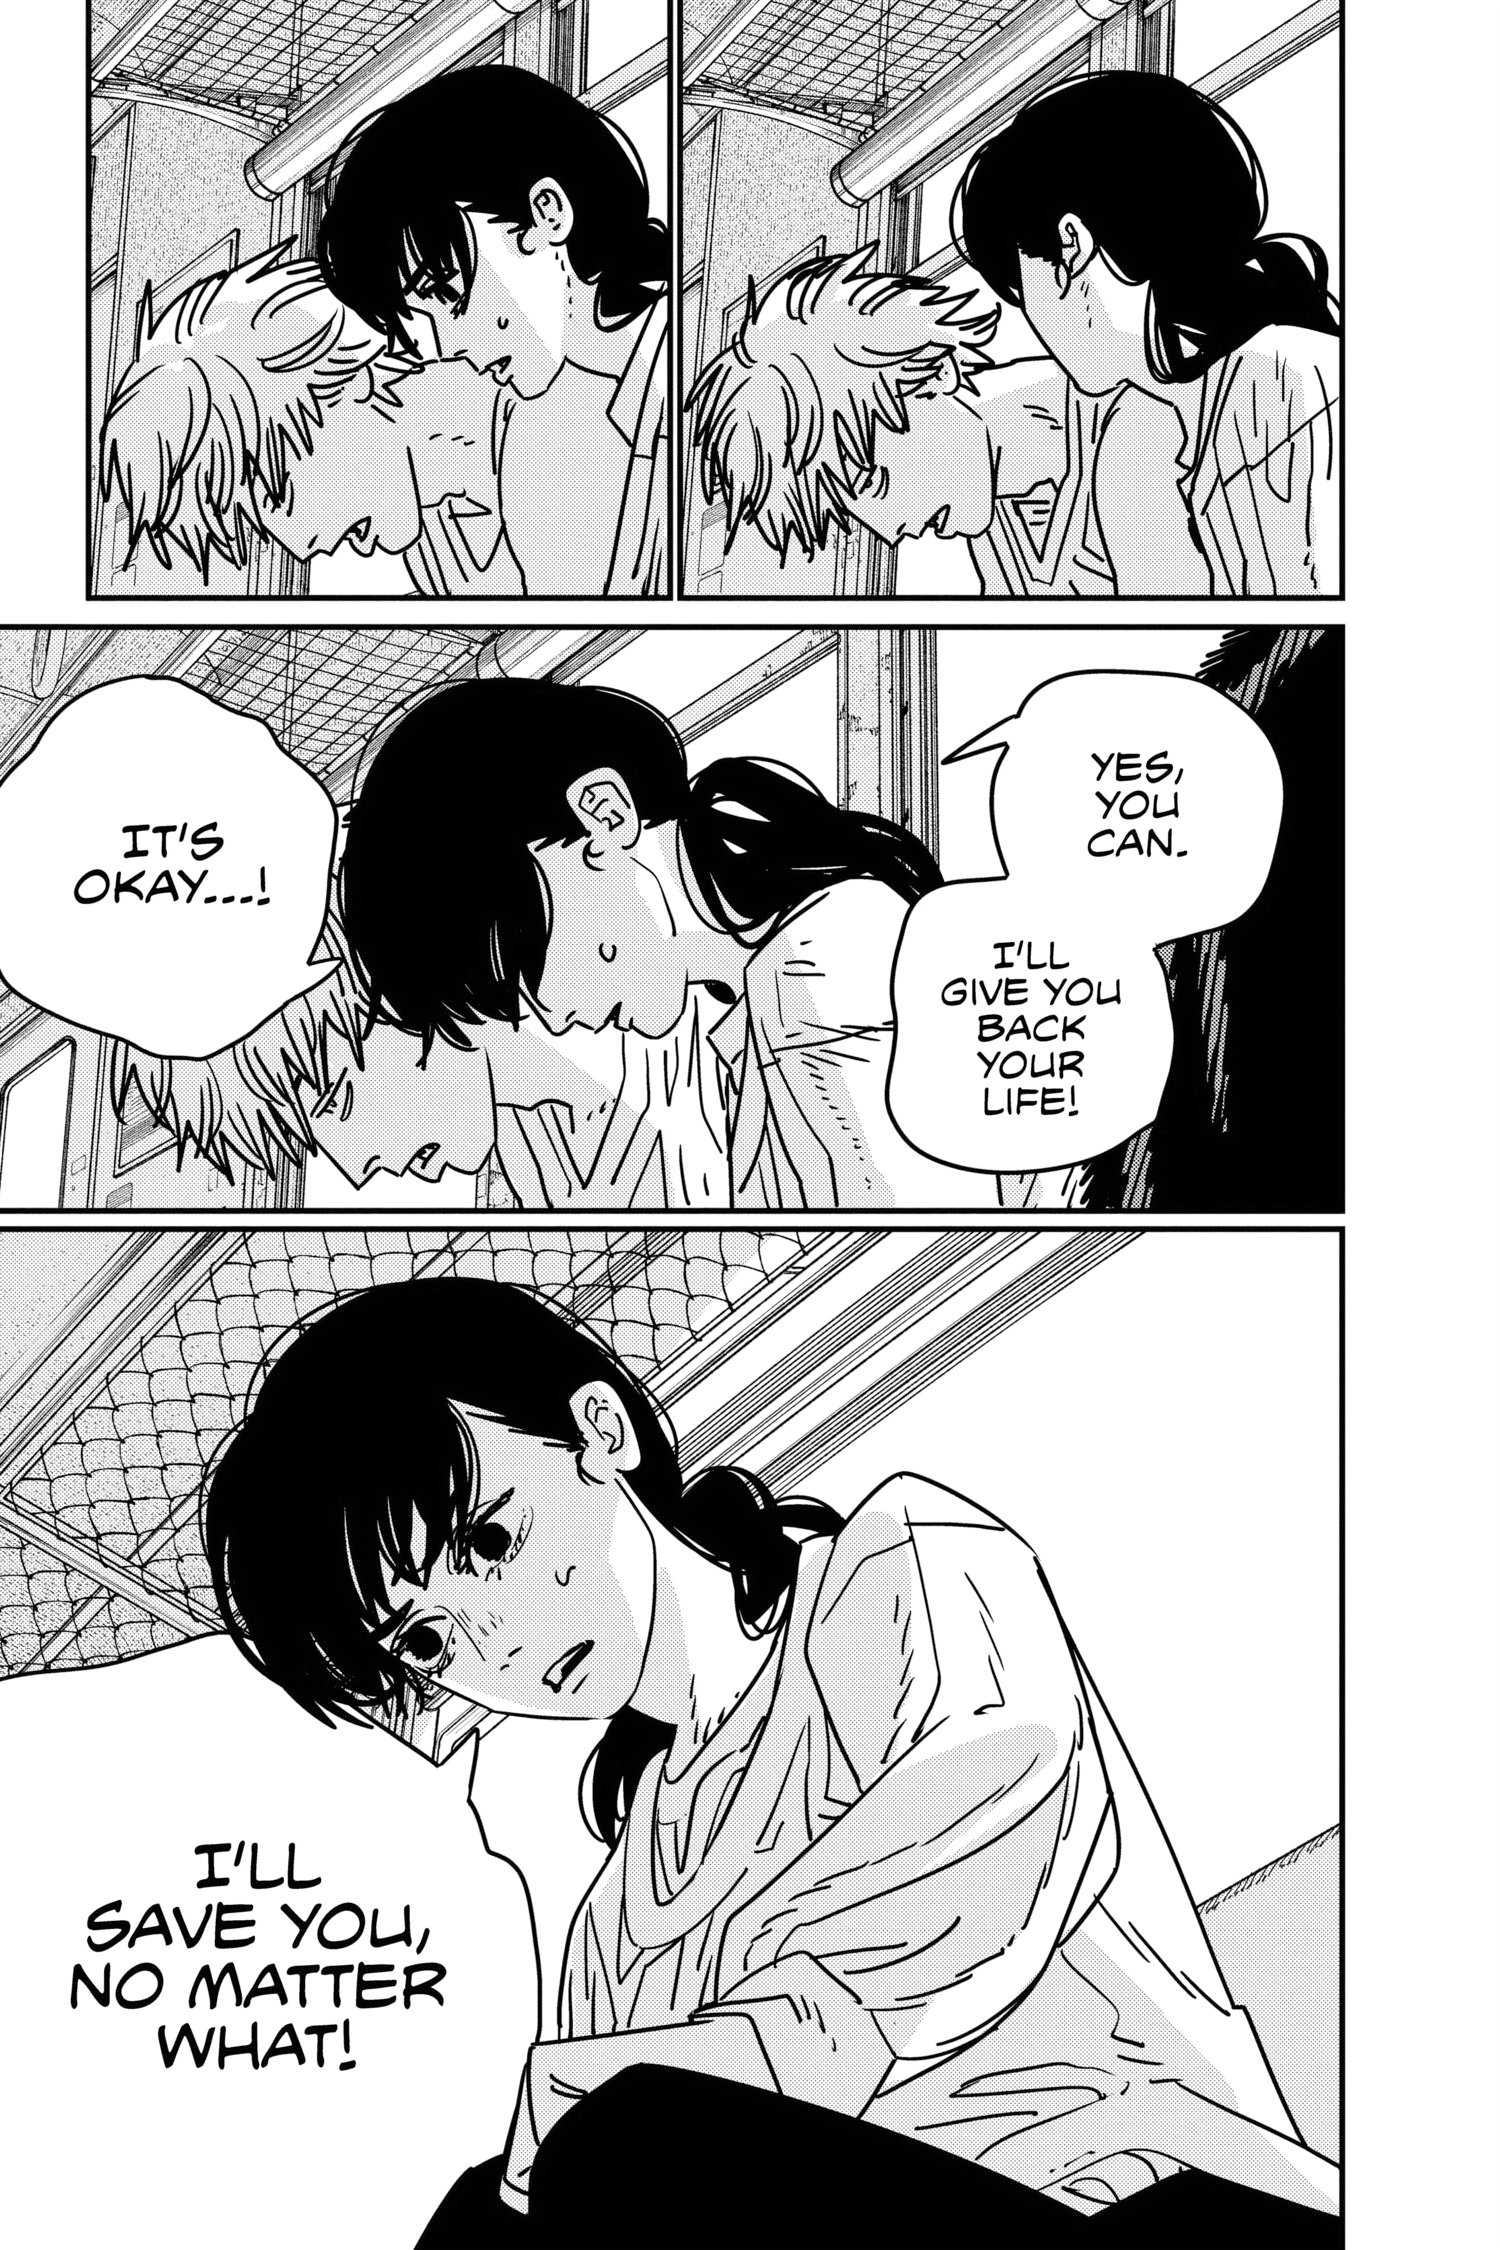 YES,
YOU
CAN.
I'LL
GIVE YOU
BACK
YOUR
LIFE!
IT'S
OKAY...!
I'LL
SAVE YOU,
NO MATTER
WHAT!